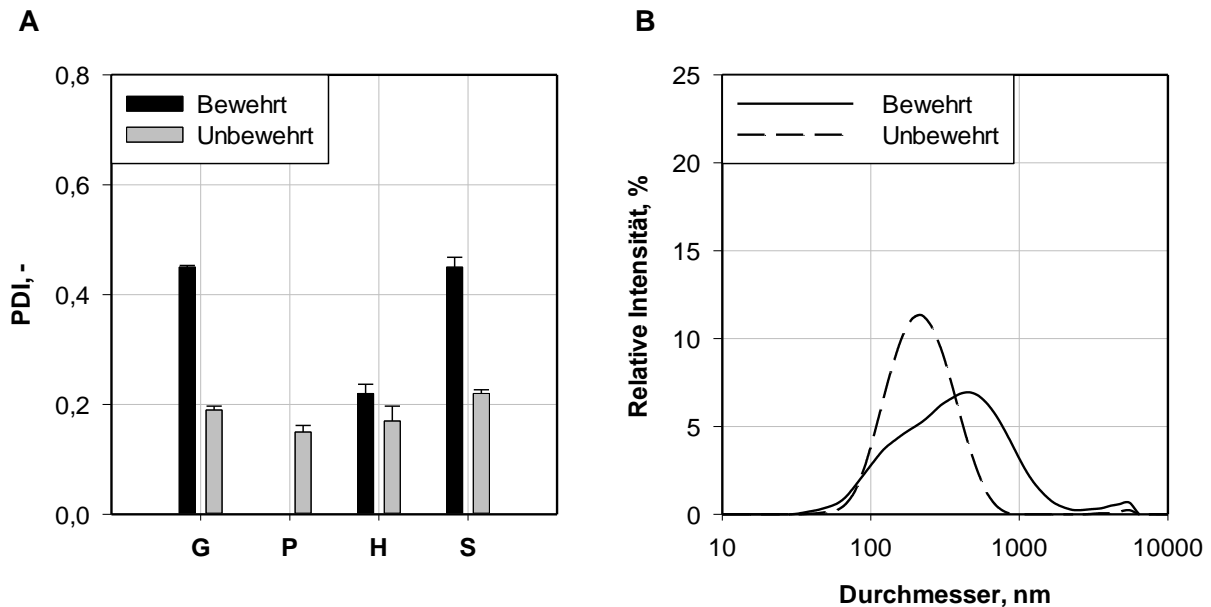 A
PDI, -
0,8
0,6
0,4
0,2
0,0
Bewehrt
Unbewehrt
G P H S
B
Relative Intensität, %
25
20
15
10
5
0
Bewehrt
Unbewehrt
10 100 1000 10000
Durchmesser, nm